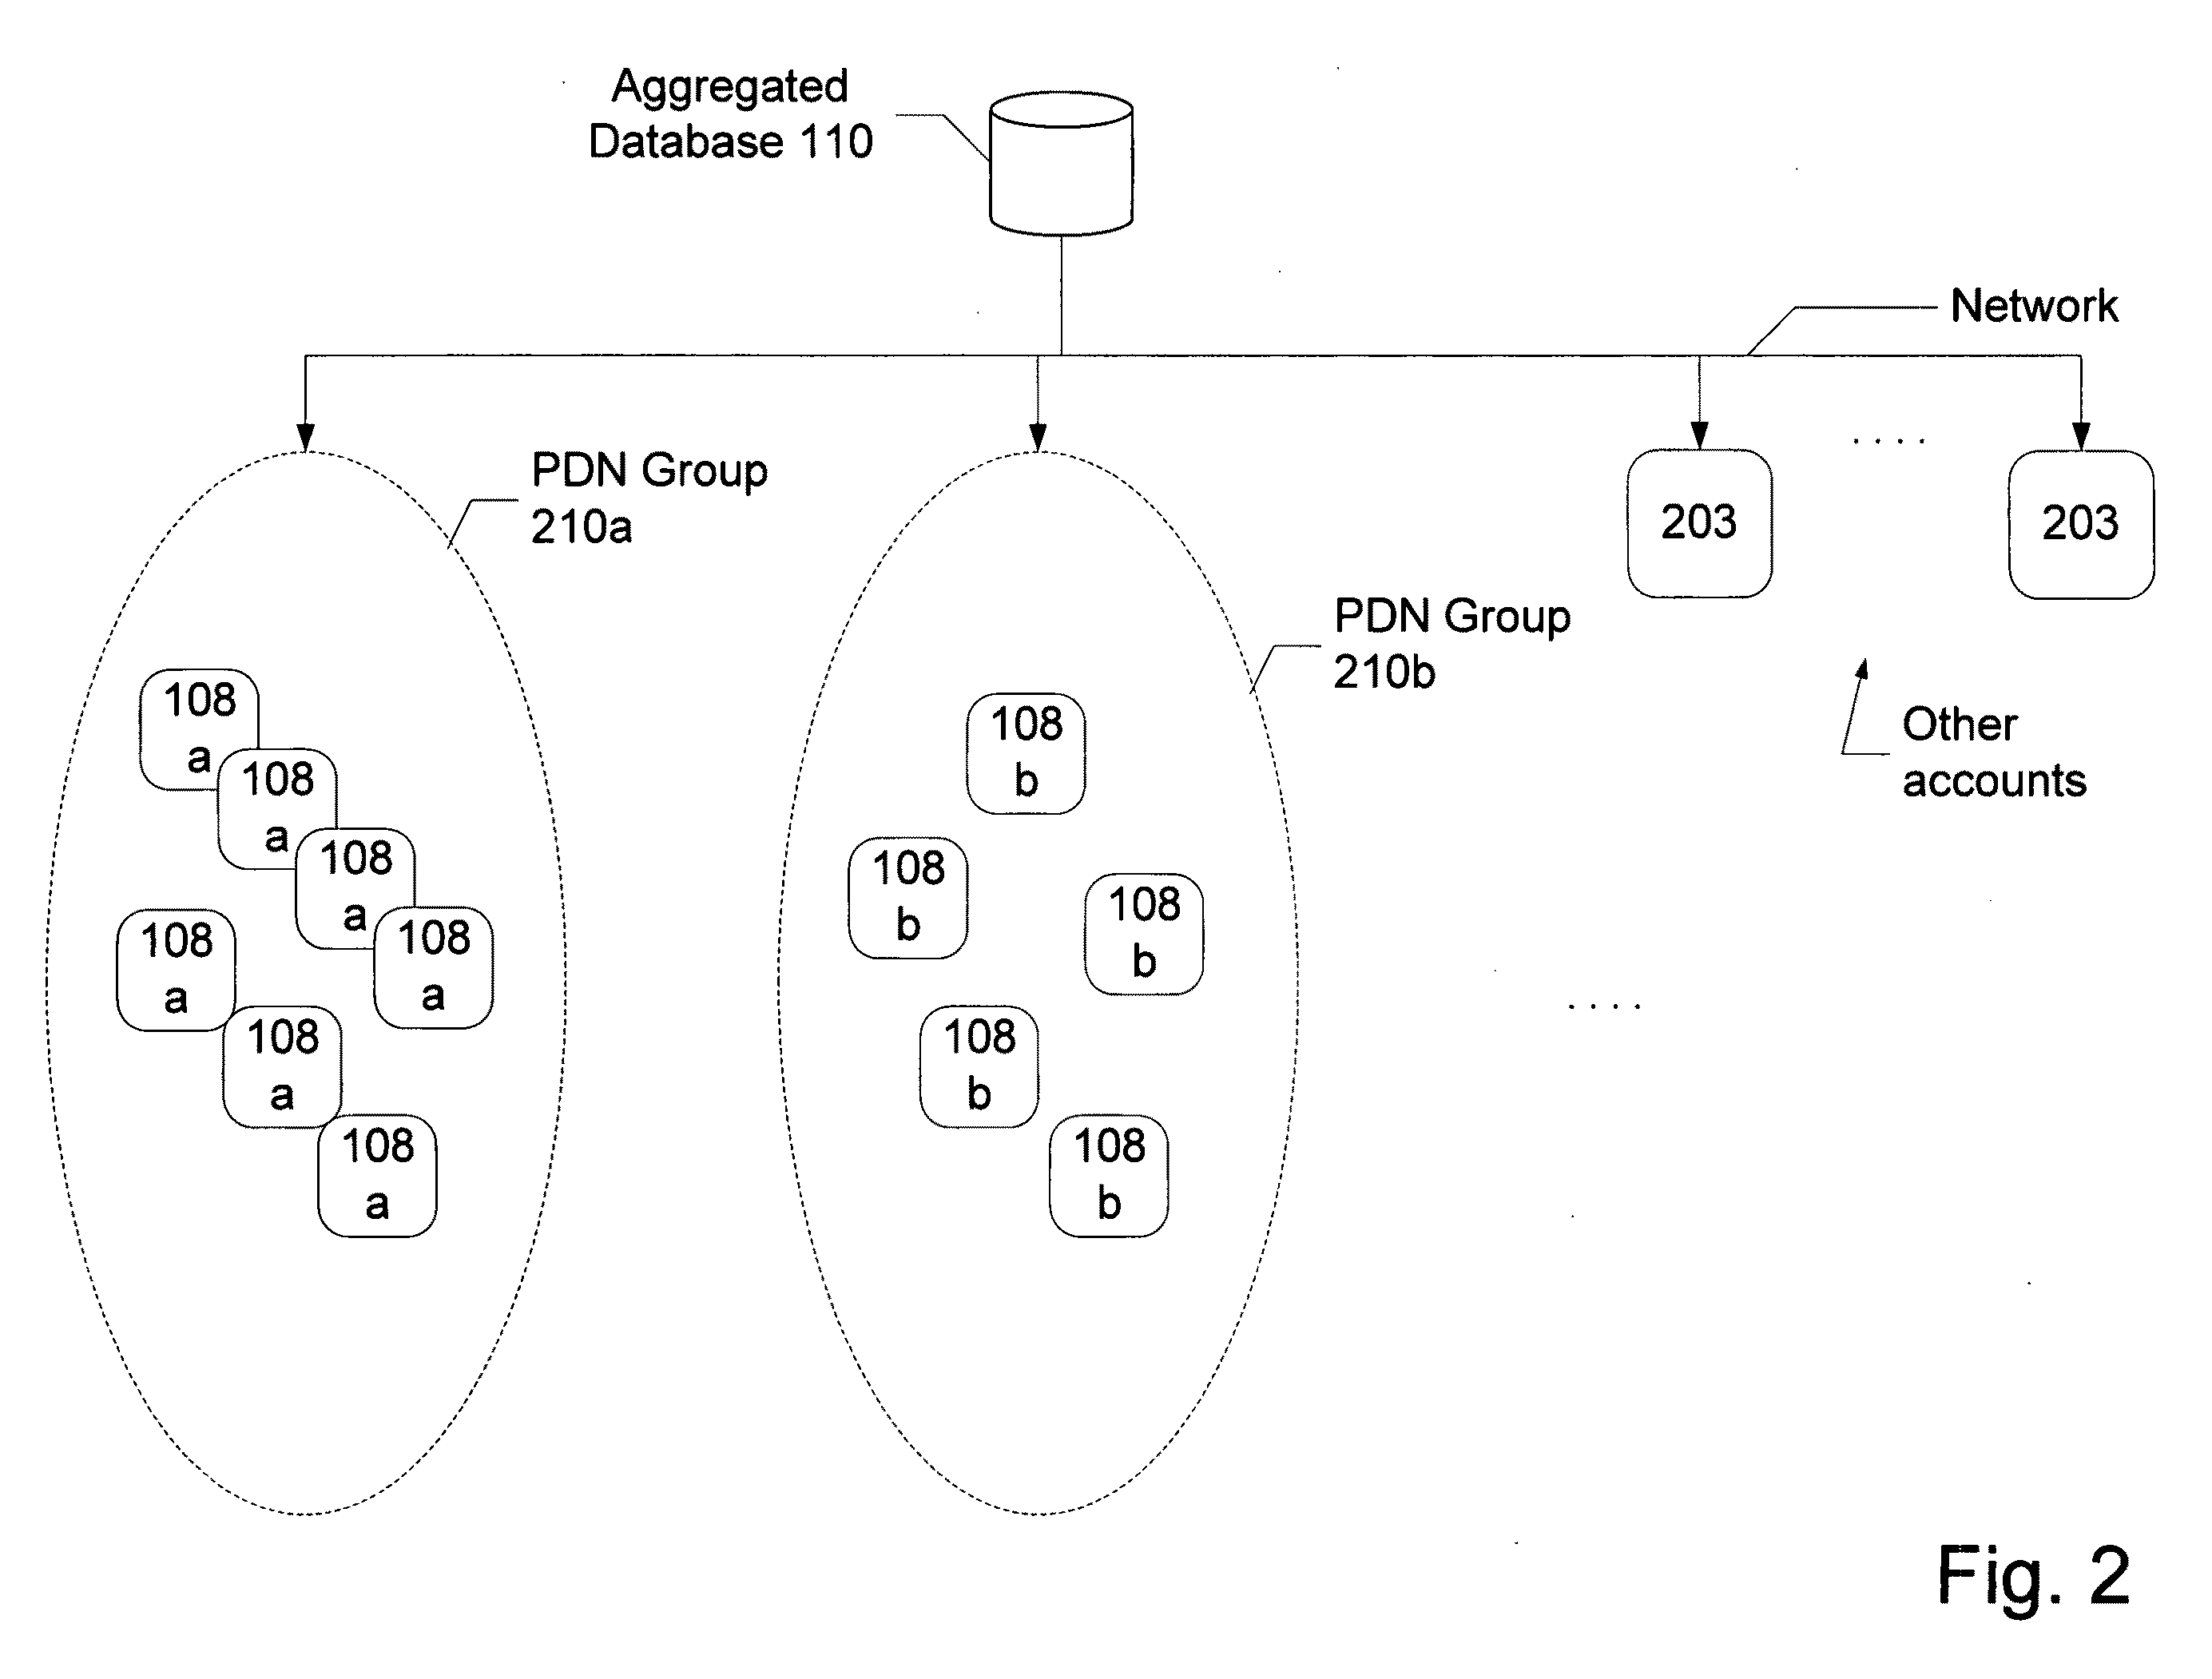 Aggregated
Database 110
Network
PDN Group
210a
203
. . . .
203
PDN Group
210b
Other
accounts
108
a
108
a
108
a
108
a
108
a
108
a
108
a
108
b
108
b
108
b
108
b
108
b
. . . .
Fig. 2